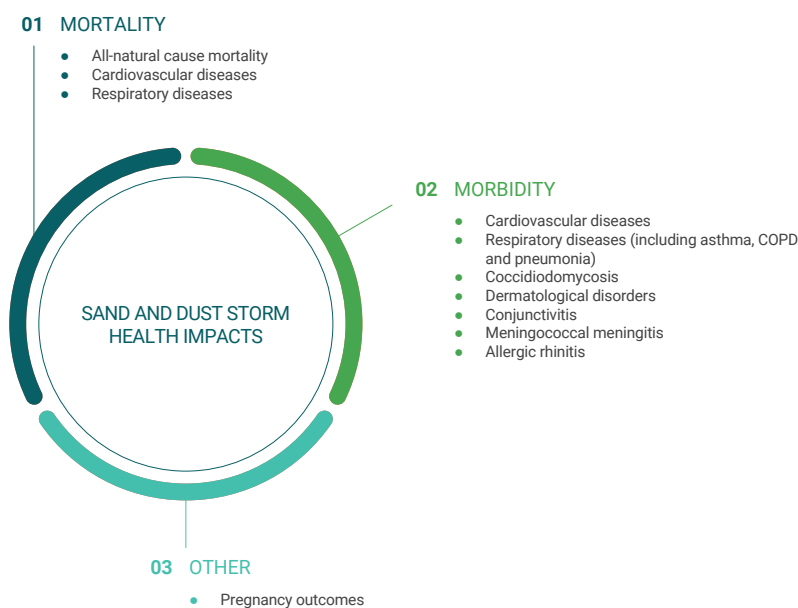 01 MORTALITY
● All-natural cause mortality
● Cardiovascular diseases
● Respiratory diseases
02 MORBIDITY
● Cardiovascular diseases
● Respiratory diseases (including asthma, COPD
and pneumonia)
● Coccidiodomycosis
● Dermatological disorders
● Conjunctivitis
● Meningococcal meningitis
● Allergic rhinitis
SAND AND DUST STORM
HEALTH IMPACTS
03 OTHER
● Pregnancy outcomes